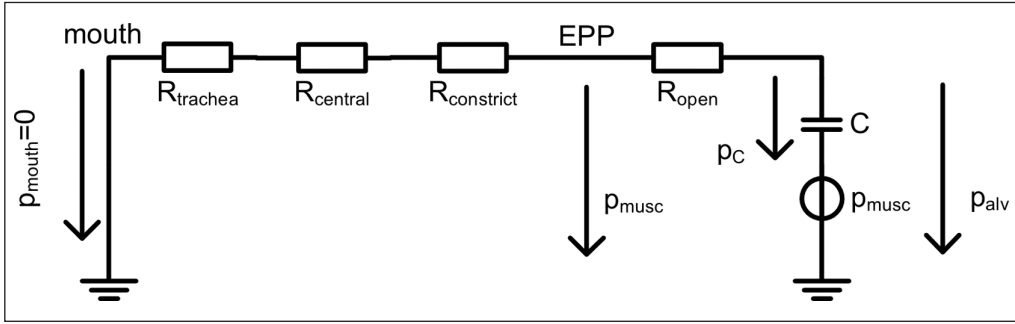 mouth
EPP
R_trachea
R_central
R_constrict
R_open
p_mouth=0
C
p_C
p_musc
p_musc
p_alv